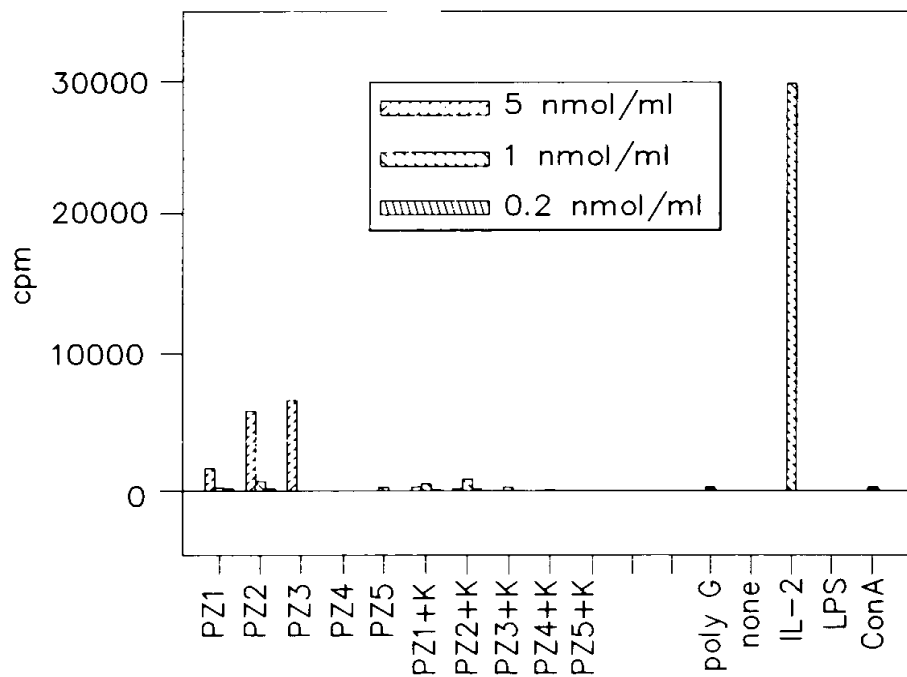 30000
20000
10000
0
cpm
5 nmol/ml
1 nmol/ml
0.2 nmol/ml
PZ1
PZ2
PZ3
PZ4
PZ5
PZ1+K
PZ2+K
PZ3+K
PZ4+K
PZ5+K
poly G
none
IL-2
LPS
ConA